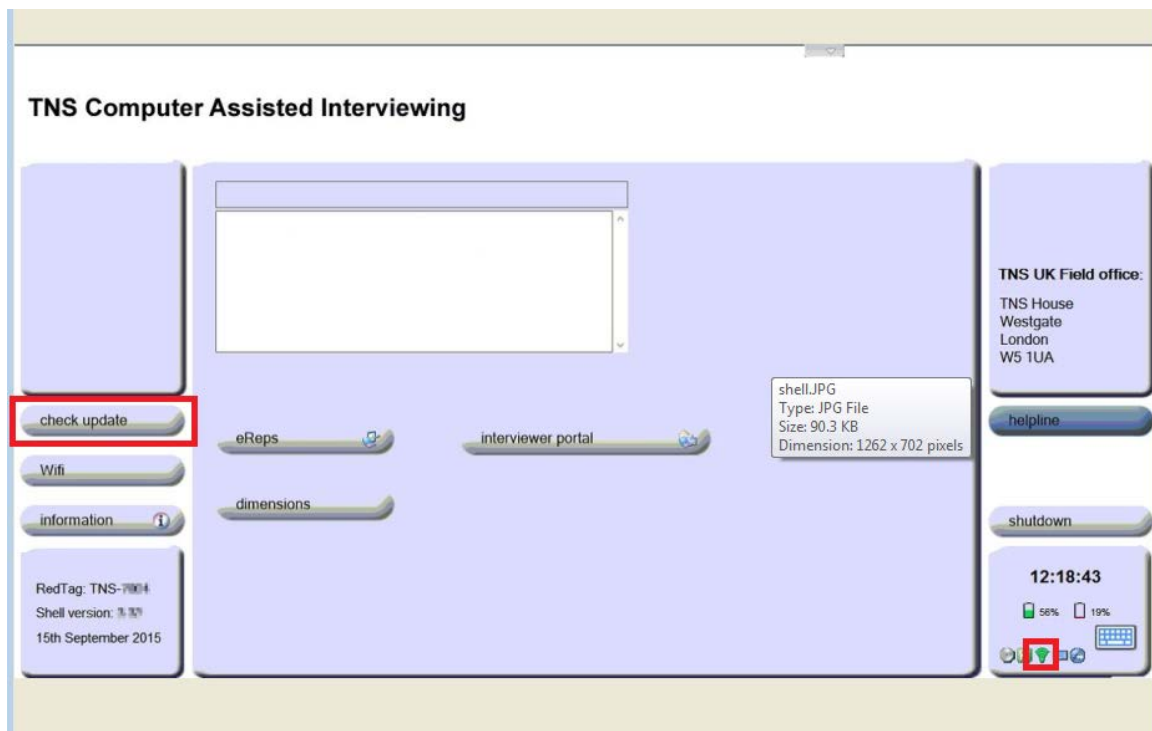 TNS Computer Assisted Interviewing
check update
Wifi
information
RedTag: TNS-
Shell version:
15th September 2015
eReps
interviewer portal
dimensions
shell.JPG
Type: JPG File
Size: 90.3 KB
Dimension: 1262 x 702 pixels
TNS UK Field office:
TNS House
Westgate
London
W5 1UA
helpline
shutdown
12:18:43
56% 19%